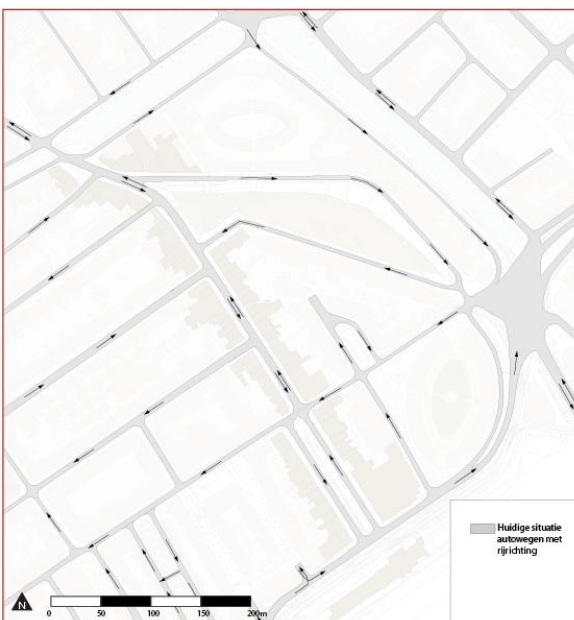 Huidige situatie
autowegen met
rijrichting
N
0 50 100 150 200m